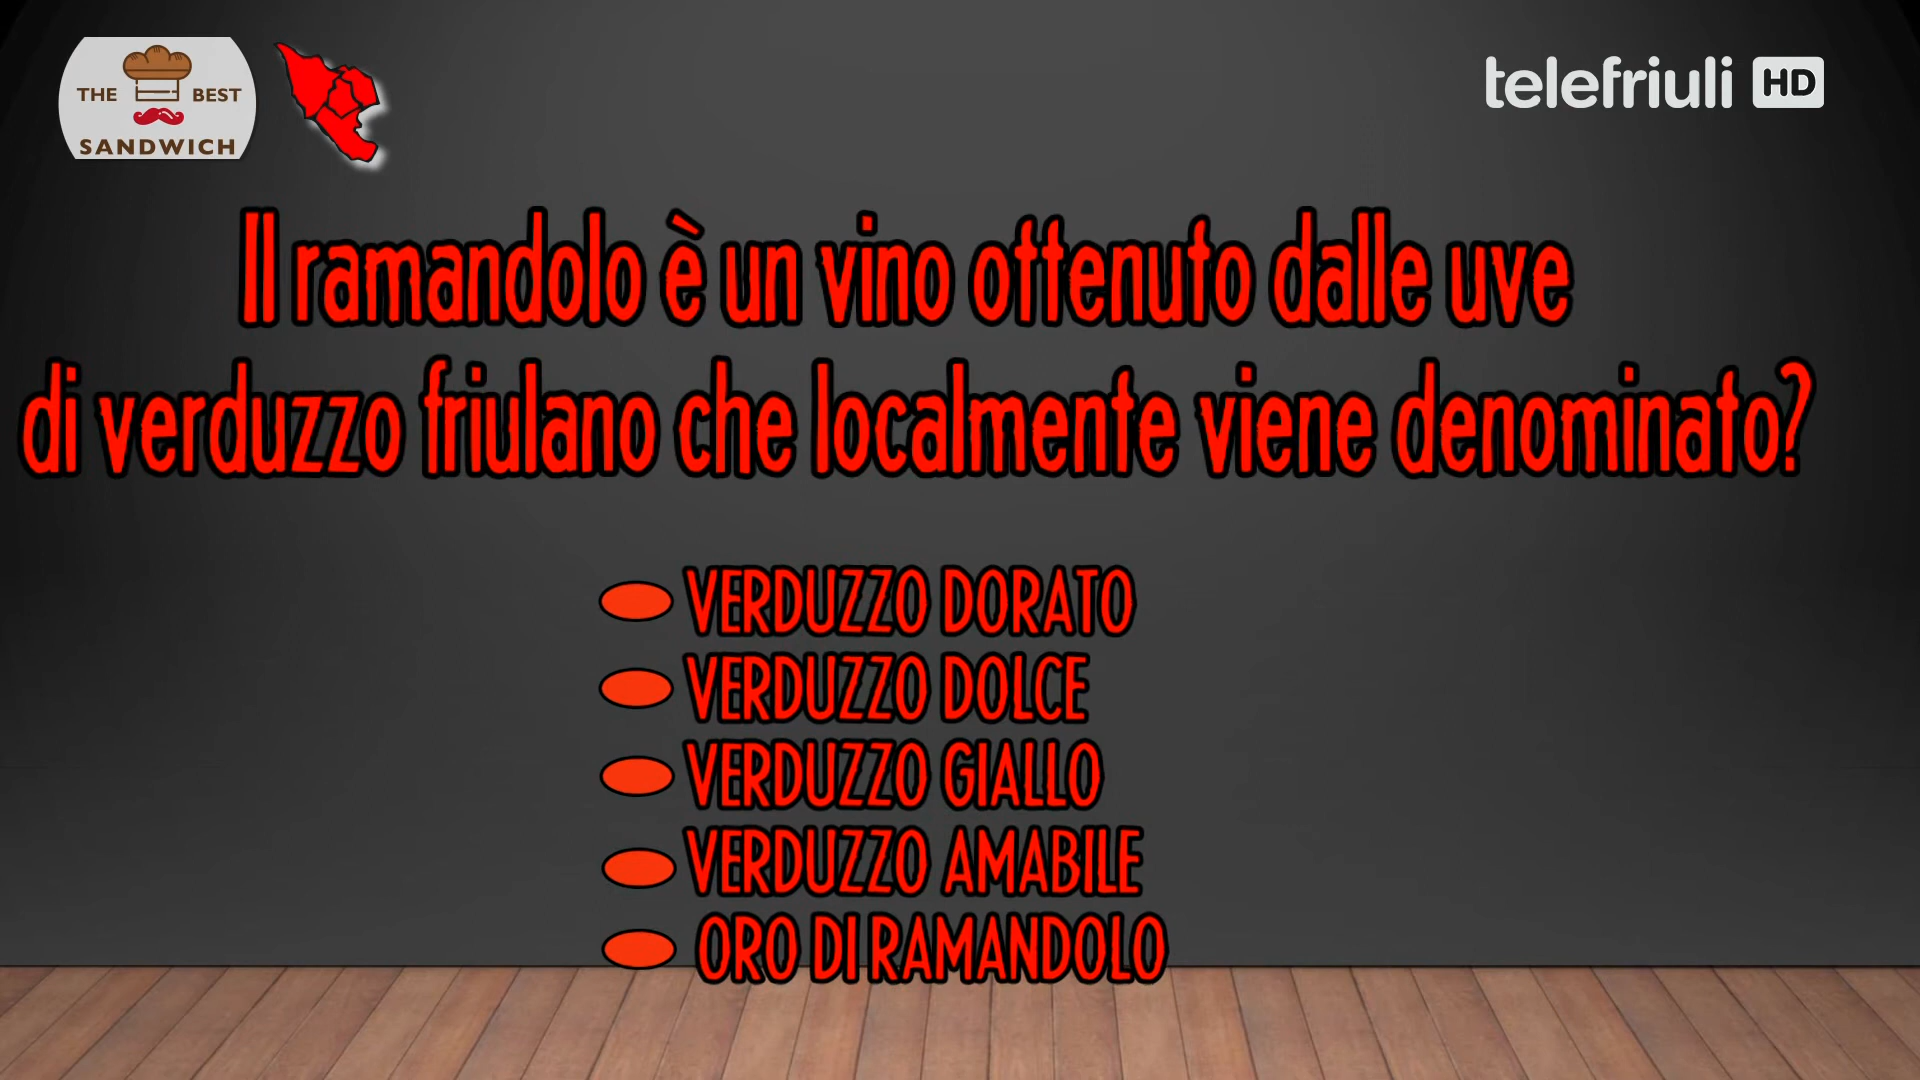 THE BEST
SANDWICH
telefriuli HD
Il ramandolo è un vino ottenuto dalle uve
di verduzzo friulano che localmente viene denominato?
VERDUZZO DORATO
VERDUZZO DOLCE
VERDUZZO GIALLO
VERDUZZO AMABILE
ORO DI RAMANDOLO